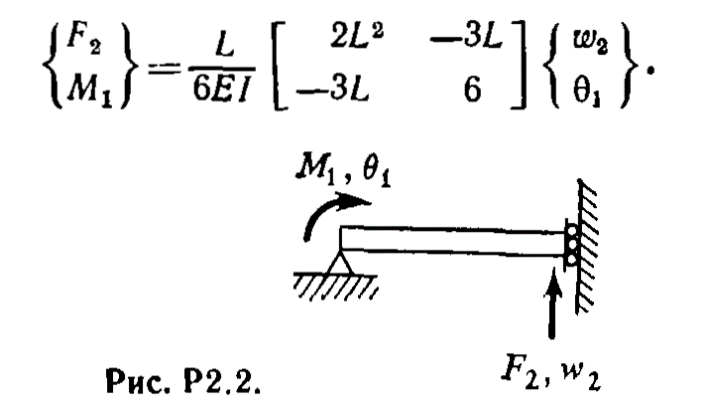 {F₂ M₁} = L/6EI [2L² −3L −3L 6] {w₂ θ₁}.
M₁, θ₁
F₂, w₂
Рис. P2.2.